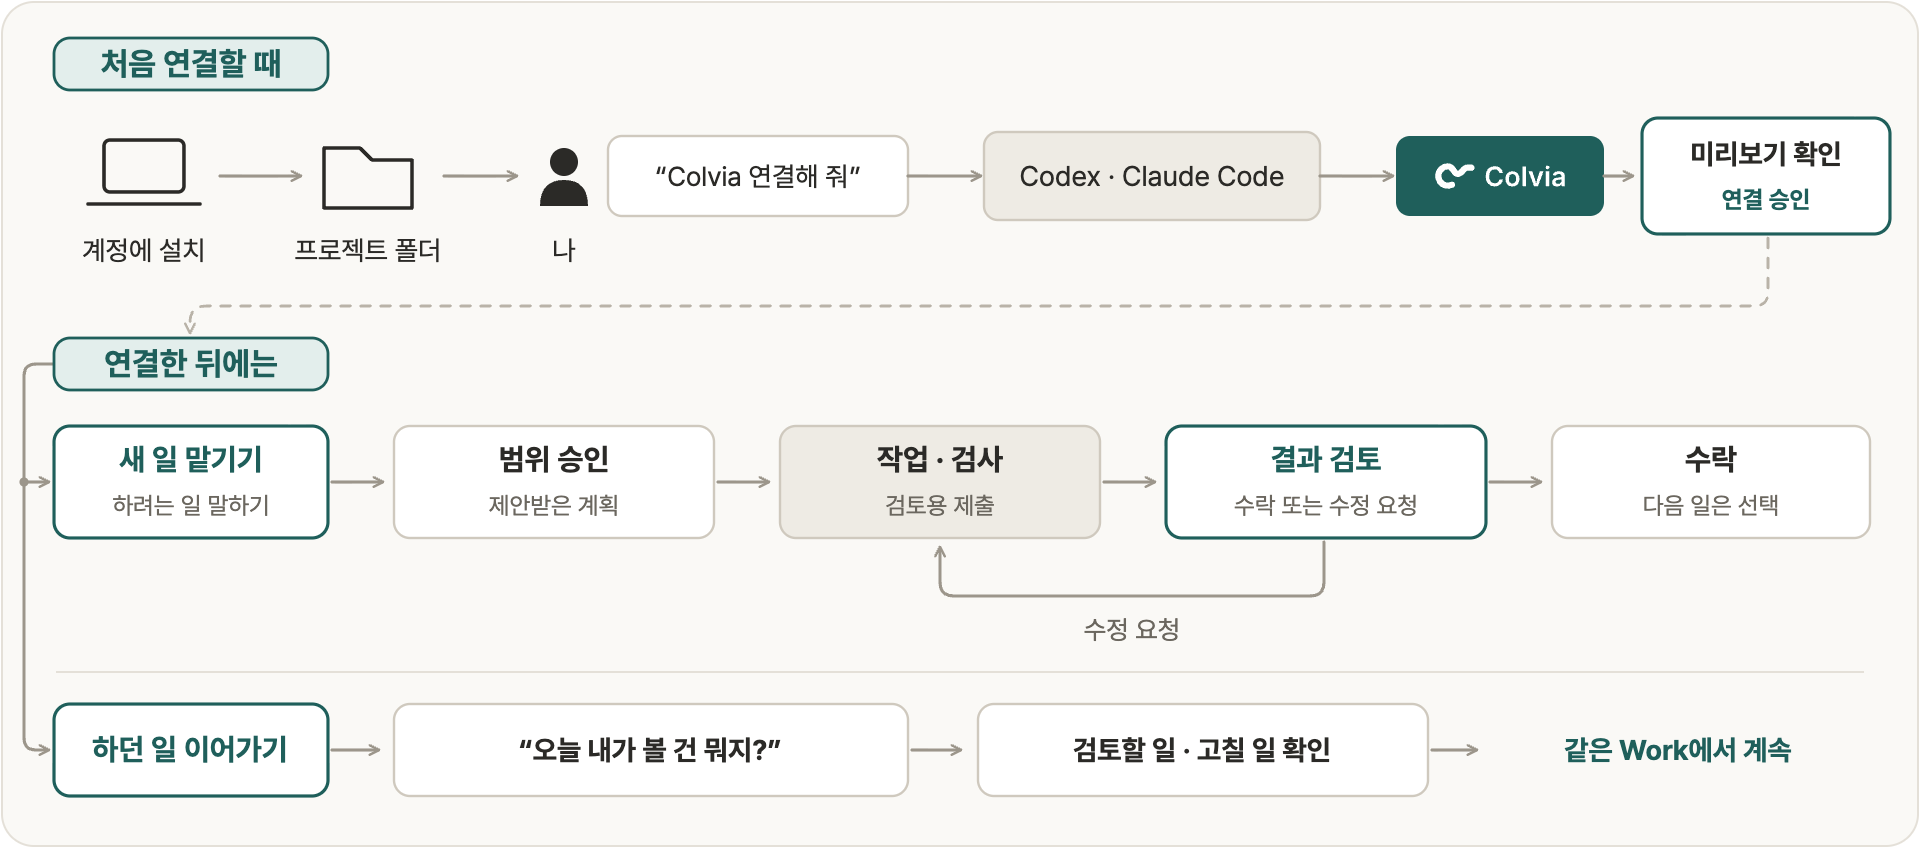 처음 연결할 때
계정에 설치
프로젝트 폴더
나
“Colvia 연결해 줘”
Codex · Claude Code
Colvia
미리보기 확인
연결 승인
연결한 뒤에는
새 일 맡기기
하려는 일 말하기
범위 승인
제안받은 계획
작업 · 검사
검토용 제출
결과 검토
수락 또는 수정 요청
수락
다음 일은 선택
수정 요청
하던 일 이어가기
“오늘 내가 볼 건 뭐지?”
검토할 일 · 고칠 일 확인
같은 Work에서 계속